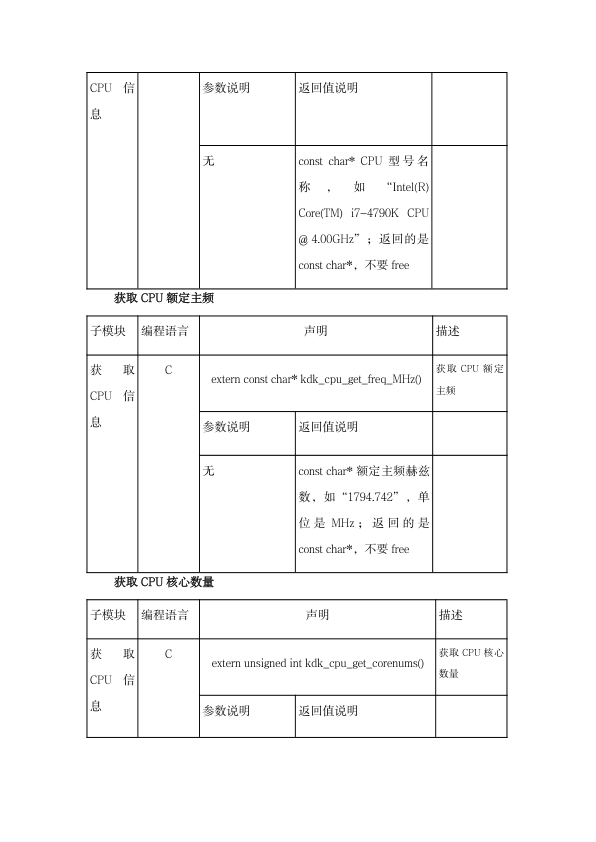 CPU 信 参数说明 返回值说明
息
无 const char* CPU 型号名
称，如 “Intel(R)
Core(TM) i7-4790K CPU
@ 4.00GHz”；返回的是
const char*，不要 free
获取 CPU 额定主频
子模块 编程语言 声明 描述
获取 C extern const char* kdk_cpu_get_freq_MHz() 获取 CPU 额定
CPU 信 主频
息
参数说明 返回值说明
无 const char* 额定主频赫兹
数，如“1794.742”，单
位是 MHz；返回的是
const char*，不要 free
获取 CPU 核心数量
子模块 编程语言 声明 描述
获取 C extern unsigned int kdk_cpu_get_corenums() 获取 CPU 核心
CPU 信 数量
息
参数说明 返回值说明